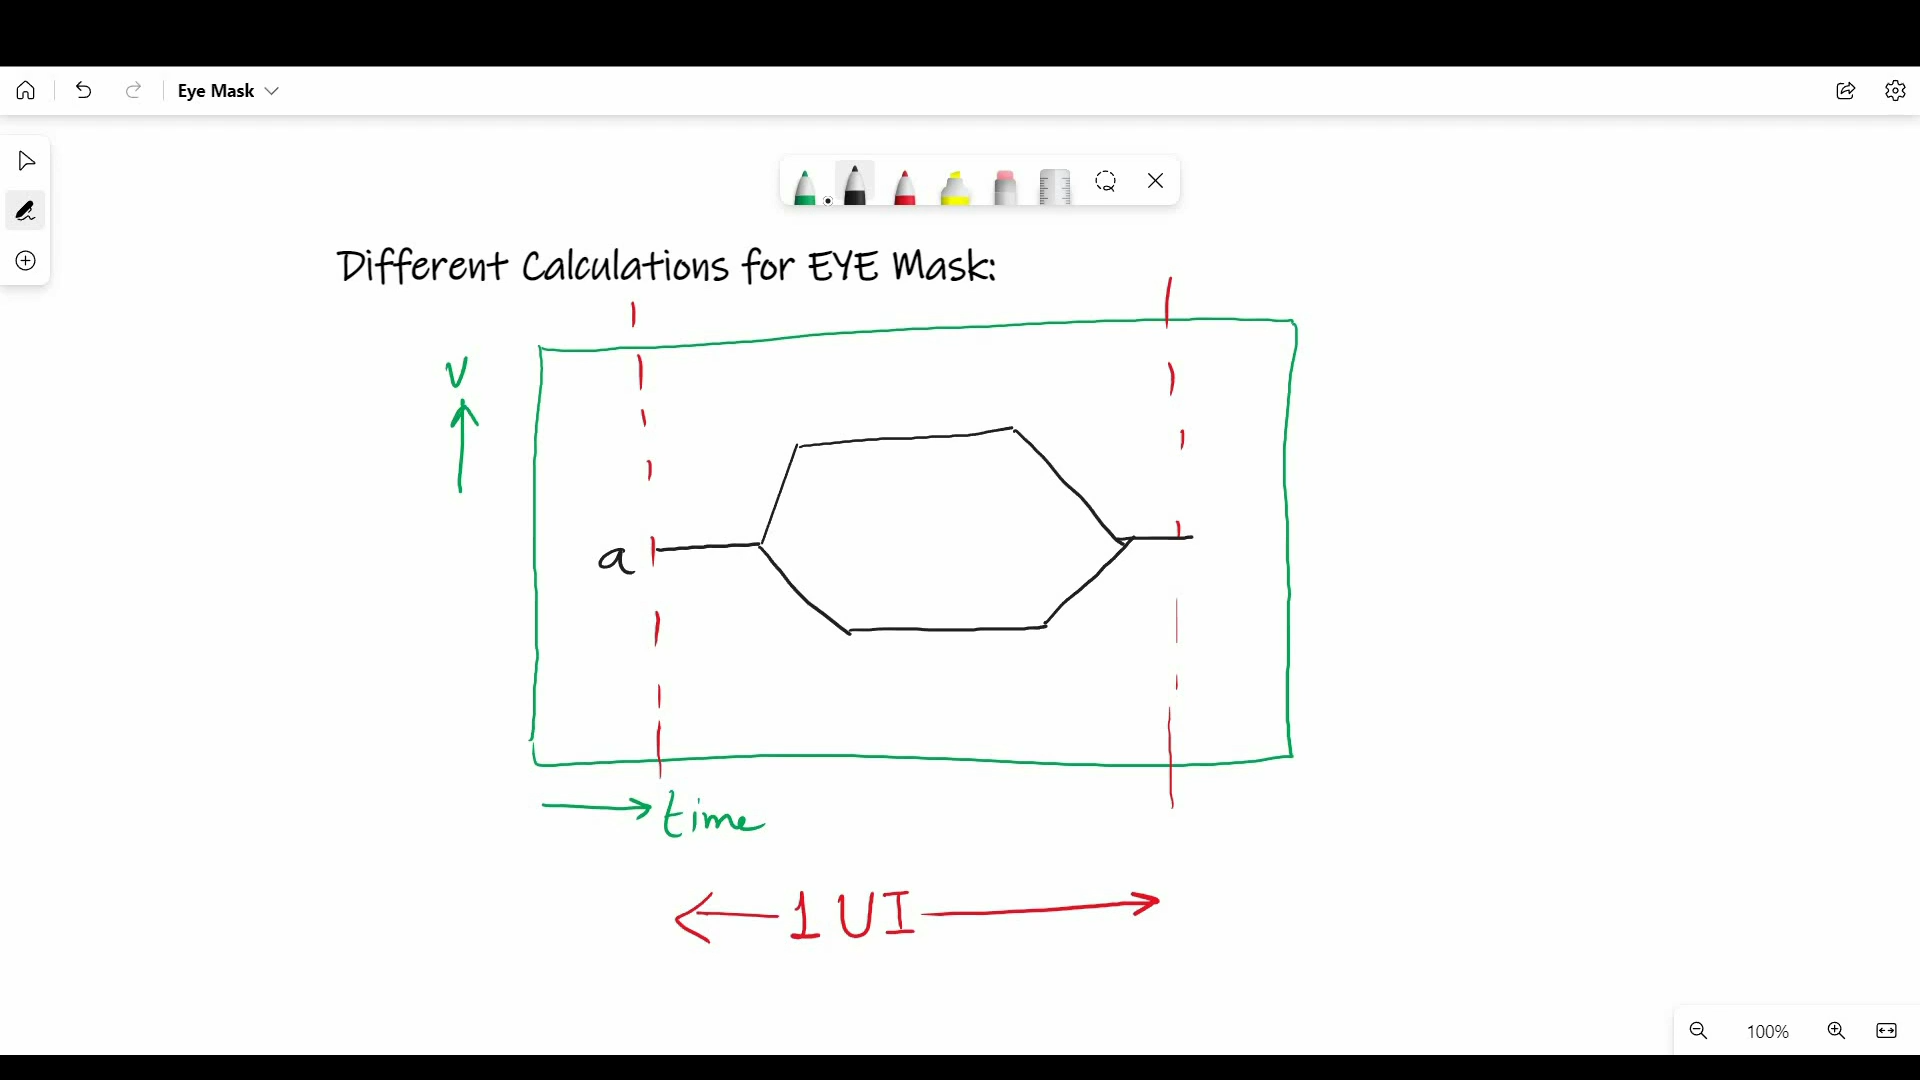 Eye Mask
Different Calculations for EYE Mask:
V
a
time
1 UI
100%